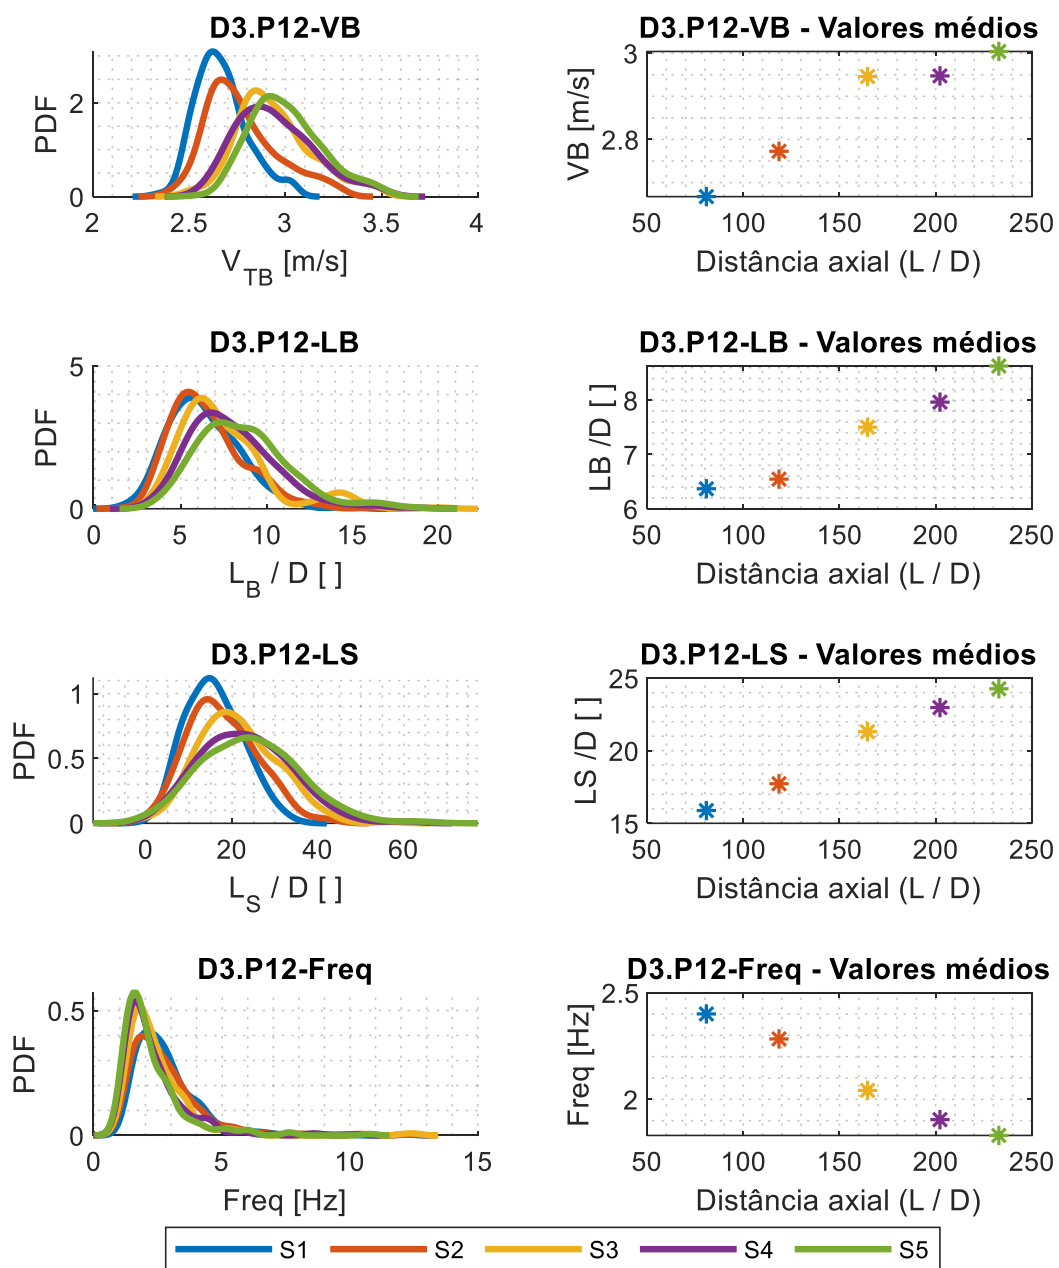 D3.P12-VB
PDF
2
0
2 2.5 3 3.5 4
V_TB [m/s]
D3.P12-VB - Valores médios
VB [m/s]
3
2.8
50 100 150 200 250
Distância axial (L / D)
D3.P12-LB
PDF
5
0
0 5 10 15 20
L_B / D [ ]
D3.P12-LB - Valores médios
LB /D [ ]
8
7
6
50 100 150 200 250
Distância axial (L / D)
D3.P12-LS
PDF
1
0.5
0
0 20 40 60
L_S / D [ ]
D3.P12-LS - Valores médios
LS /D [ ]
25
20
15
50 100 150 200 250
Distância axial (L / D)
D3.P12-Freq
PDF
0.5
0
0 5 10 15
Freq [Hz]
D3.P12-Freq - Valores médios
Freq [Hz]
2.5
2
50 100 150 200 250
Distância axial (L / D)
S1 S2 S3 S4 S5